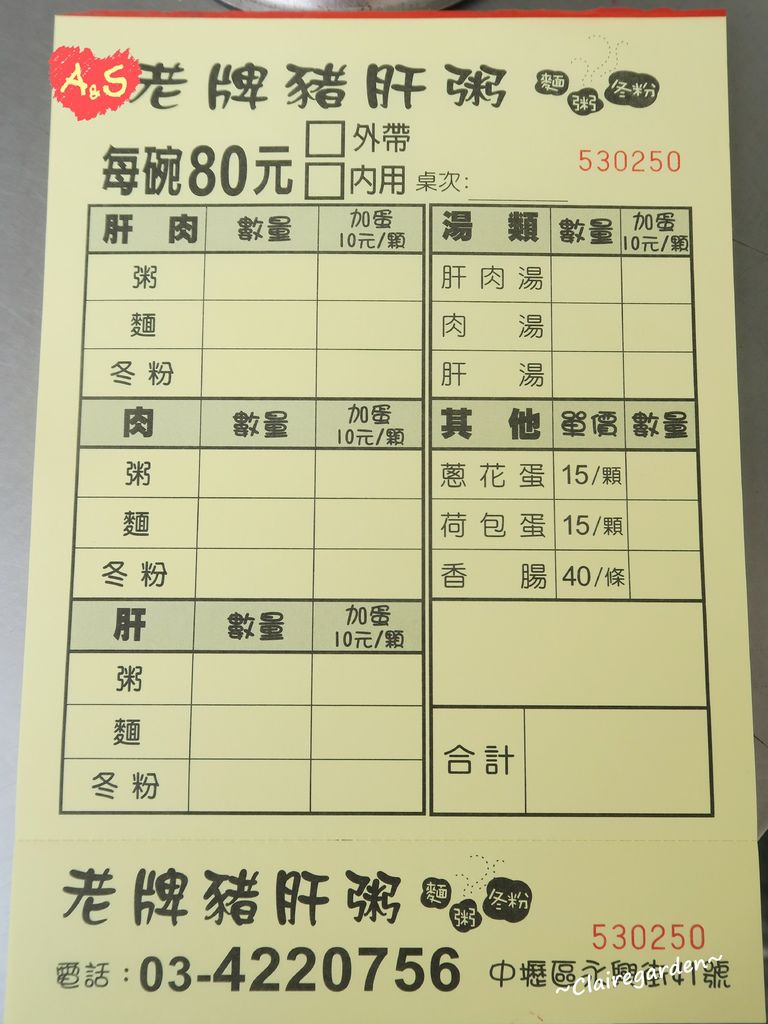 A&S
老牌豬肝粥 麵 粥 冬粉
每碗80元 □外帶
□內用 桌次:
530250
肝肉 數量 加蛋 10元/顆
粥
麵
冬粉
肉 數量 加蛋 10元/顆
粥
麵
冬粉
肝 數量 加蛋 10元/顆
粥
麵
冬粉
湯類 數量 加蛋 10元/顆
肝肉湯
肉湯
肝湯
其他 單價 數量
蔥花蛋 15/顆
荷包蛋 15/顆
香腸 40/條
合計
老牌豬肝粥 麵 粥 冬粉
530250
電話:03-4220756 中壢區永興街41號
~Clairegarden~